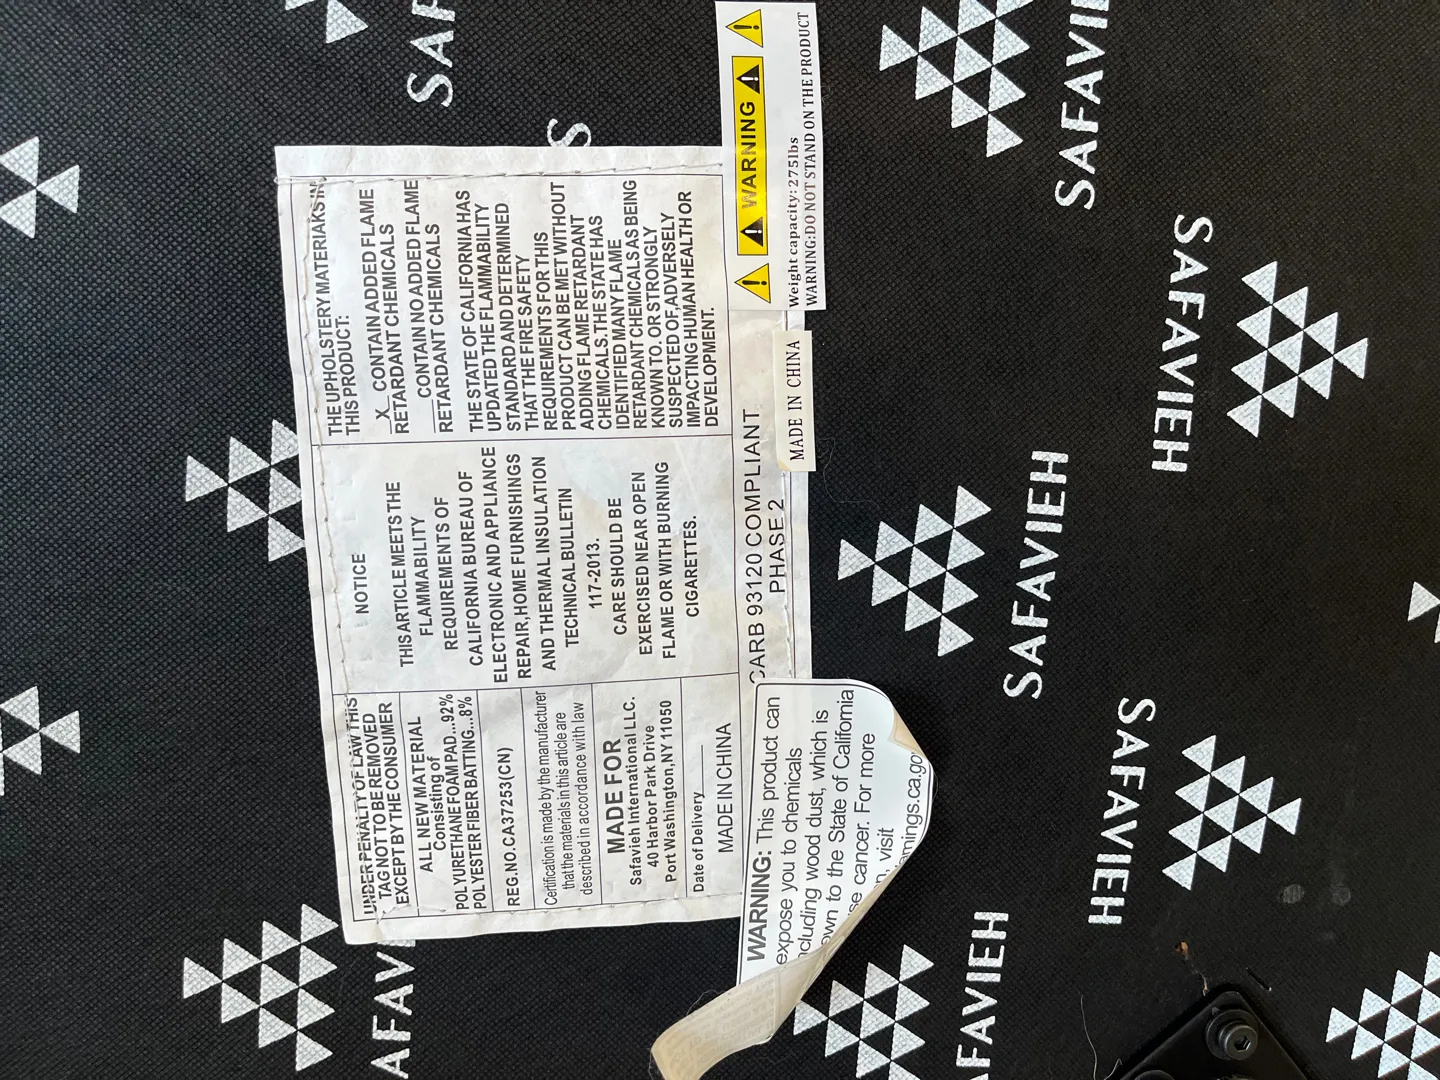 UNDER PENALTY OF LAW THIS
TAG NOT TO BE REMOVED
EXCEPT BY THE CONSUMER
ALL NEW MATERIAL
Consisting of
POLYURETHANE FOAM PAD...92%
POLYESTER FIBER BATTING...8%
REG.NO.CA37253(CN)
Certification is made by the manufacturer
that the materials in this article are
described in accordance with law
MADE FOR
Safavieh International LLC.
40 Harbor Park Drive
Port Washington,NY 11050
Date of Delivery
MADE IN CHINA
NOTICE
THIS ARTICLE MEETS THE
FLAMMABILITY
REQUIREMENTS OF
CALIFORNIA BUREAU OF
ELECTRONIC AND APPLIANCE
REPAIR,HOME FURNISHINGS
AND THERMAL INSULATION
TECHNICAL BULLETIN
117-2013.
CARE SHOULD BE
EXERCISED NEAR OPEN
FLAME OR WITH BURNING
CIGARETTES.
THE UPHOLSTERY MATERIAKS IN
THIS PRODUCT:
X CONTAIN ADDED FLAME
RETARDANT CHEMICALS
CONTAIN NO ADDED FLAME
RETARDANT CHEMICALS
THE STATE OF CALIFORNIA HAS
UPDATED THE FLAMMABILITY
STANDARD AND DETERMINED
THAT THE FIRE SAFETY
REQUIREMENTS FOR THIS
PRODUCT CAN BE MET WITHOUT
ADDING FLAME RETARDANT
CHEMICALS.THE STATE HAS
IDENTIFIED MANY FLAME
RETARDANT CHEMICALS AS BEING
KNOWN TO, OR STRONGLY
SUSPECTED OF,ADVERSELY
IMPACTING HUMAN HEALTH OR
DEVELOPMENT.
CARB 93120 COMPLIANT
PHASE 2
MADE IN CHINA
WARNING
Weight capacity:275lbs
WARNING:DO NOT STAND ON THE PRODUCT
WARNING: This product can
expose you to chemicals
ncluding wood dust, which is
own to the State of California
se cancer. For more
n, visit
rnings.ca.go
SAF
S
SAFAVI
SAFAVIEH
SAFAVIEH
SAFAVIEH
AFAV
AFAVIEH